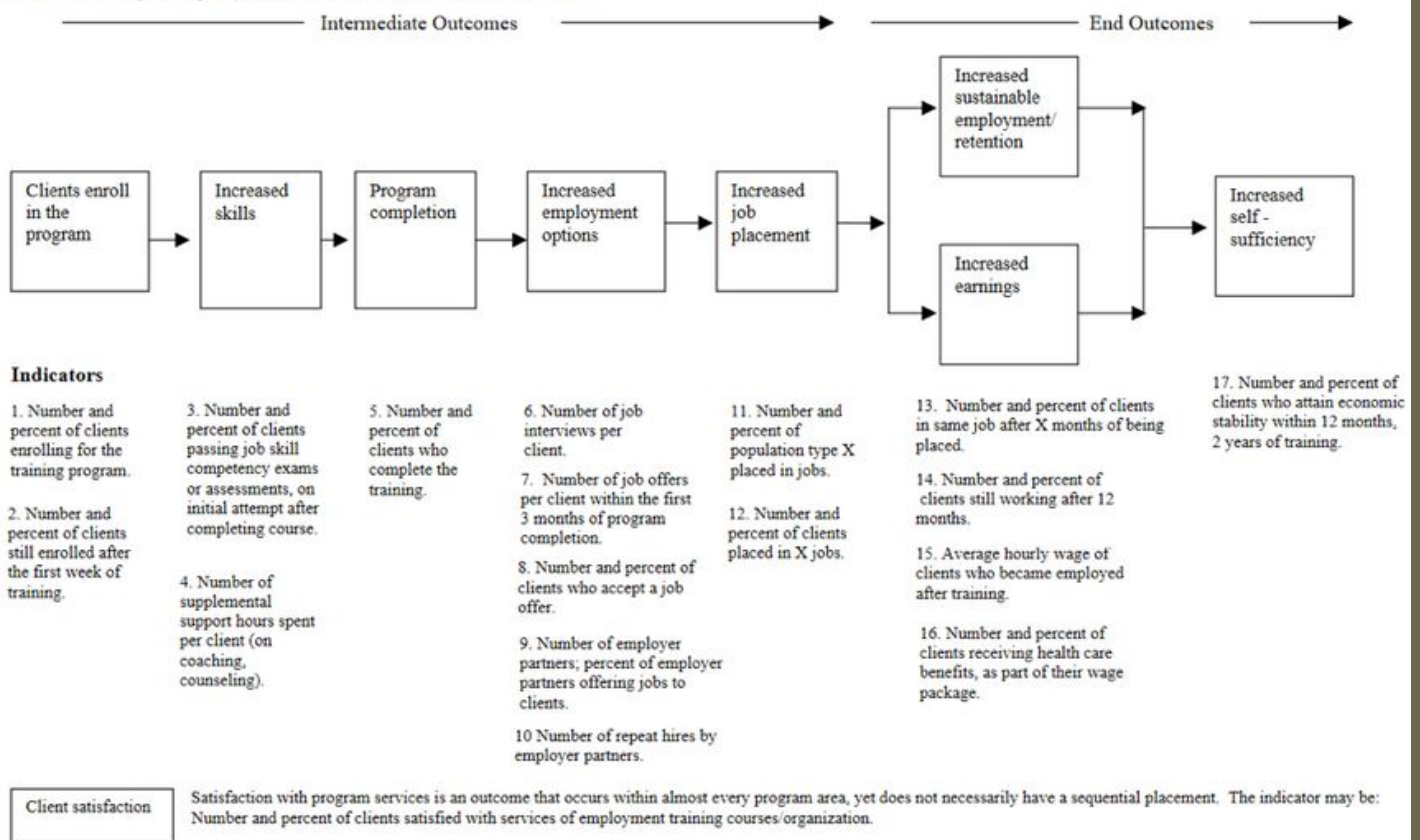 Intermediate Outcomes
End Outcomes
Increased
sustainable
employment/
retention
Clients enroll
in the
program
Increased
skills
Program
completion
Increased
employment
options
Increased
job
placement
Increased
earnings
Increased
self -
sufficiency
Indicators
1. Number and
percent of clients
enrolling for the
training program.
2. Number and
percent of clients
still enrolled after
the first week of
training.
3. Number and
percent of clients
passing job skill
competency exams
or assessments, on
initial attempt after
completing course.
4. Number of
supplemental
support hours spent
per client (on
coaching,
counseling).
5. Number and
percent of
clients who
complete the
training.
6. Number of job
interviews per
client.
7. Number of job offers
per client within the first
3 months of program
completion.
8. Number and percent of
clients who accept a job
offer.
9. Number of employer
partners; percent of employer
partners offering jobs to
clients.
10 Number of repeat hires by
employer partners.
11. Number and
percent of
population type X
placed in jobs.
12. Number and
percent of clients
placed in X jobs.
13. Number and percent of clients
in same job after X months of being
placed.
14. Number and percent of
clients still working after 12
months.
15. Average hourly wage of
clients who became employed
after training.
16. Number and percent of
clients receiving health care
benefits, as part of their wage
package.
17. Number and percent of
clients who attain economic
stability within 12 months,
2 years of training.
Client satisfaction
Satisfaction with program services is an outcome that occurs within almost every program area, yet does not necessarily have a sequential placement. The indicator may be:
Number and percent of clients satisfied with services of employment training courses/organization.